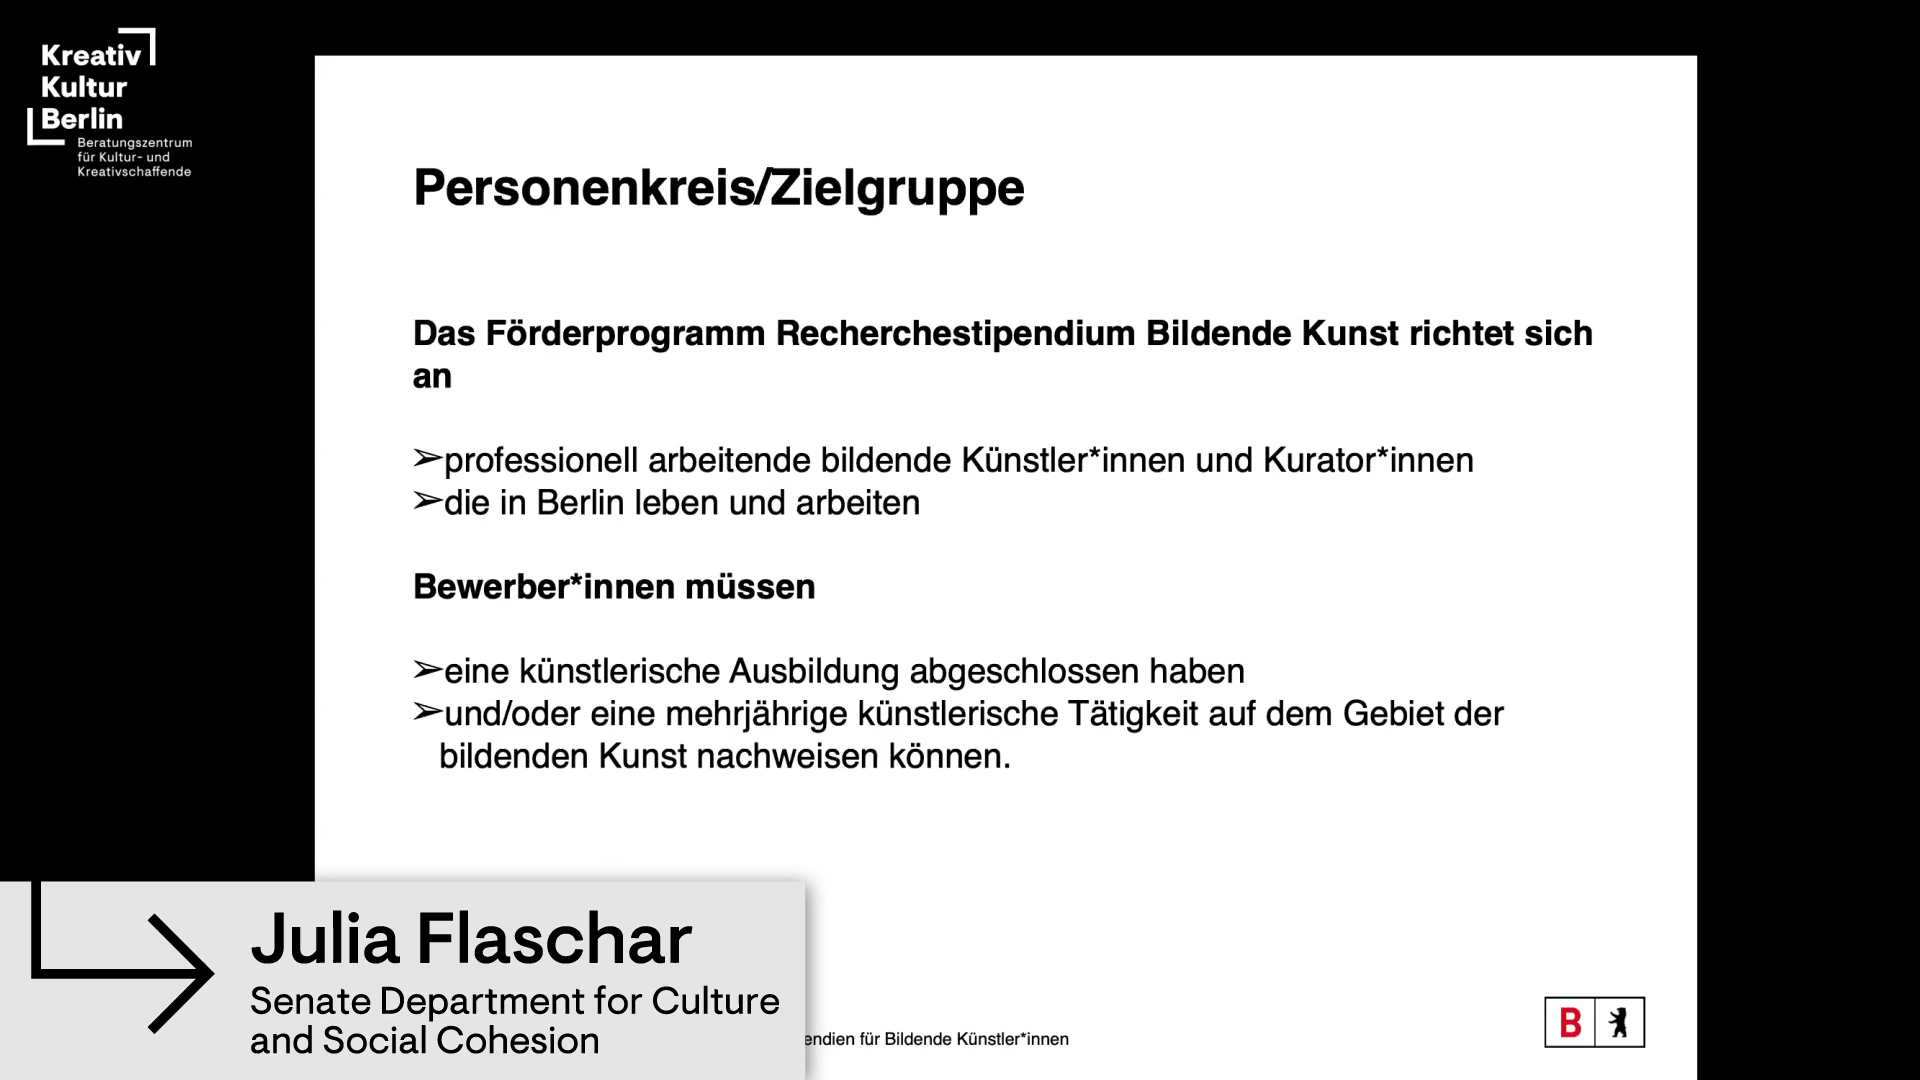 Kreativ
Kultur
Berlin
Beratungszentrum
für Kultur- und
Kreativschaffende
Personenkreis/Zielgruppe
Das Förderprogramm Recherchestipendium Bildende Kunst richtet sich
an
➢professionell arbeitende bildende Künstler*innen und Kurator*innen
➢die in Berlin leben und arbeiten
Bewerber*innen müssen
➢eine künstlerische Ausbildung abgeschlossen haben
➢und/oder eine mehrjährige künstlerische Tätigkeit auf dem Gebiet der
bildenden Kunst nachweisen können.
Julia Flaschar
Senate Department for Culture
and Social Cohesion
für Bildende Künstler*innen
B